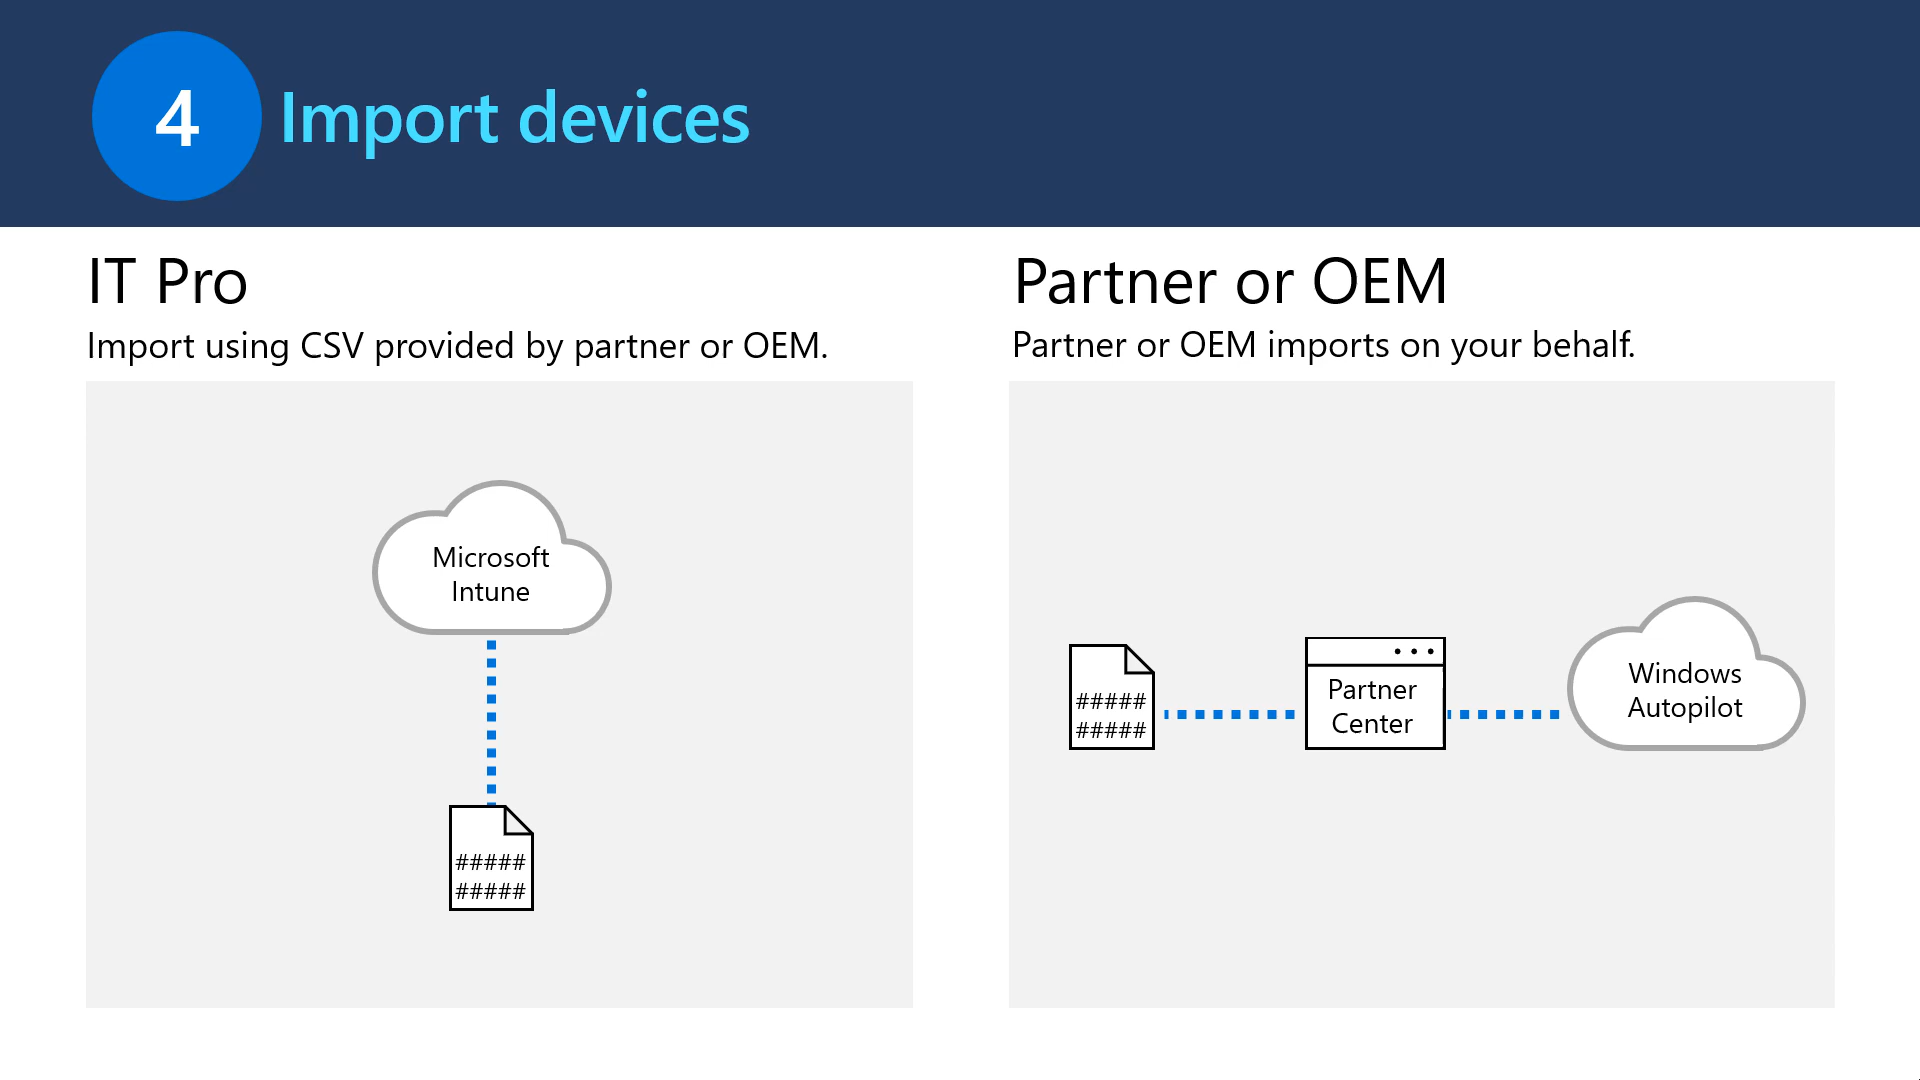 4
Import devices
IT Pro
Import using CSV provided by partner or OEM.
Microsoft
Intune
#####
#####
Partner or OEM
Partner or OEM imports on your behalf.
#####
#####
Partner
Center
Windows
Autopilot